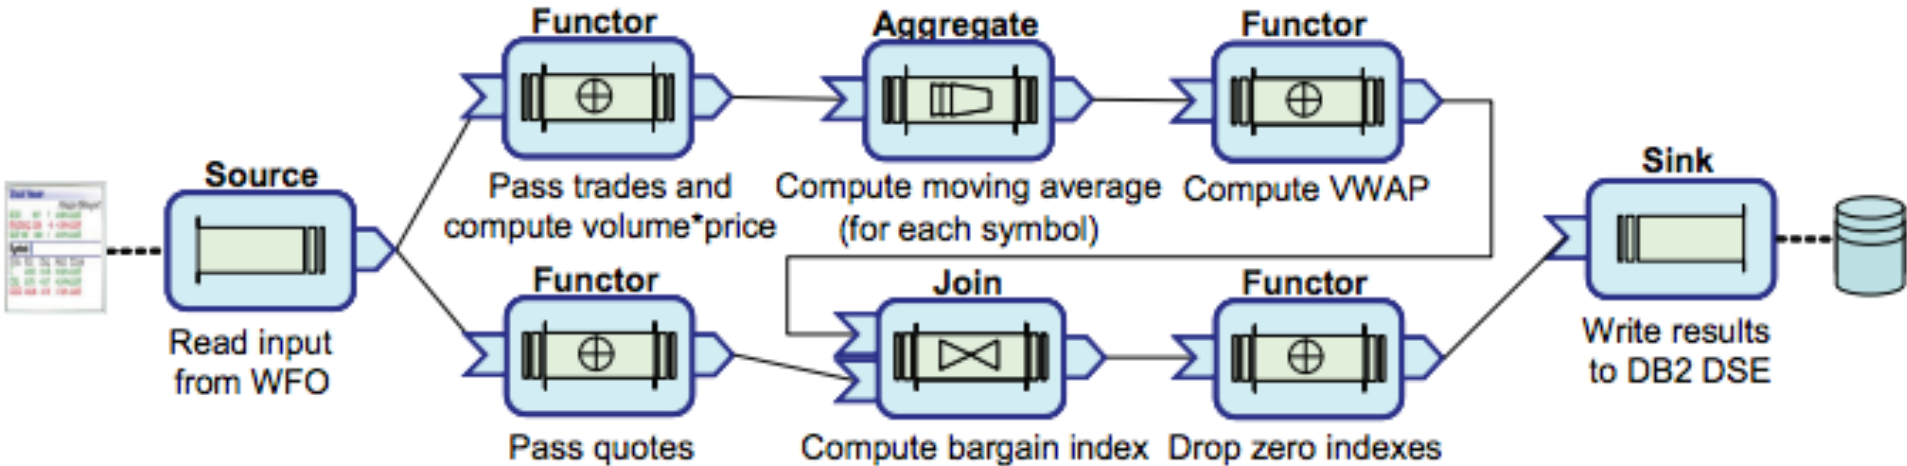 Functor
Aggregate
Functor
Pass trades and
compute volume*price
Compute moving average
(for each symbol)
Compute VWAP
Source
Read input
from WFO
Functor
Pass quotes
Join
Compute bargain index
Functor
Drop zero indexes
Sink
Write results
to DB2 DSE